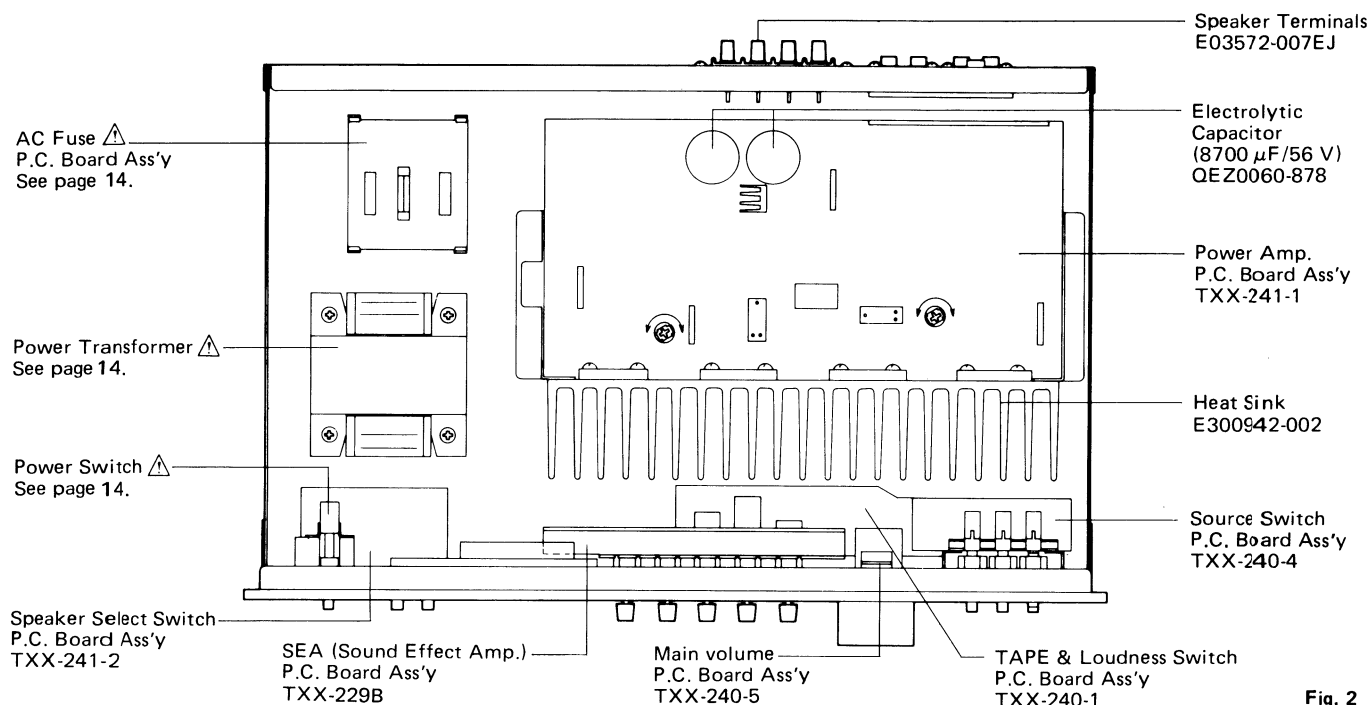 Speaker Terminals
E03572-007EJ
Electrolytic
Capacitor
(8700 μF/56 V)
QEZ0060-878
AC Fuse ⚠
P.C. Board Ass'y
See page 14.
Power Amp.
P.C. Board Ass'y
TXX-241-1
Power Transformer ⚠
See page 14.
Heat Sink
E300942-002
Power Switch ⚠
See page 14.
Source Switch
P.C. Board Ass'y
TXX-240-4
Speaker Select Switch
P.C. Board Ass'y
TXX-241-2
SEA (Sound Effect Amp.)
P.C. Board Ass'y
TXX-229B
Main volume
P.C. Board Ass'y
TXX-240-5
TAPE & Loudness Switch
P.C. Board Ass'y
TXX-240-1
Fig. 2